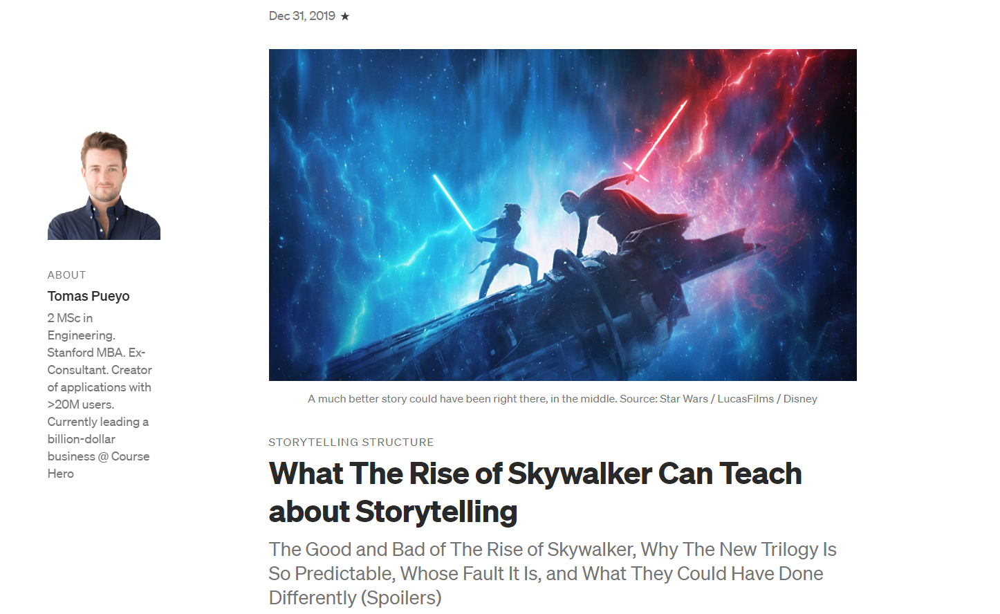 Dec 31, 2019 ★
ABOUT
Tomas Pueyo
2 MSc in
Engineering.
Stanford MBA. Ex-
Consultant. Creator
of applications with
>20M users.
Currently leading a
billion-dollar
business @ Course
Hero
A much better story could have been right there, in the middle. Source: Star Wars / LucasFilms / Disney
STORYTELLING STRUCTURE
What The Rise of Skywalker Can Teach
about Storytelling
The Good and Bad of The Rise of Skywalker, Why The New Trilogy Is
So Predictable, Whose Fault It Is, and What They Could Have Done
Differently (Spoilers)